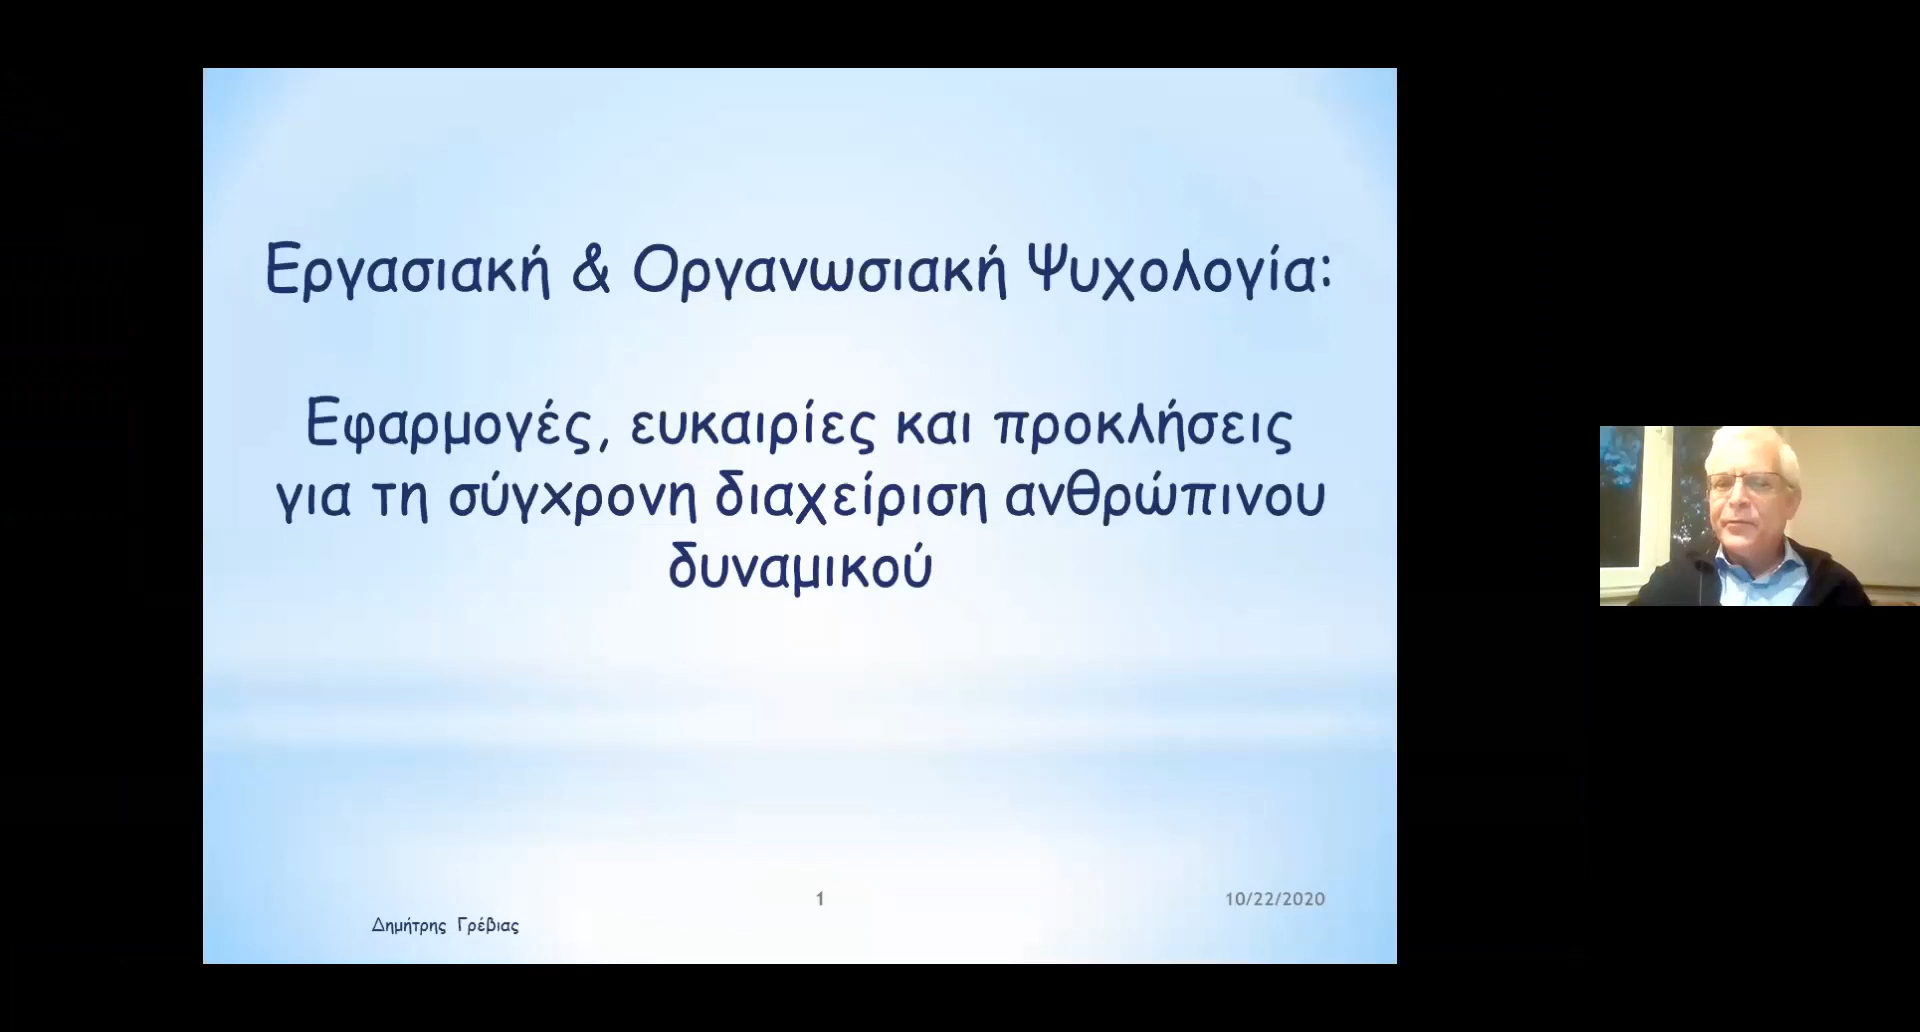 Εργασιακή & Οργανωσιακή Ψυχολογία:
Εφαρμογές, ευκαιρίες και προκλήσεις
για τη σύγχρονη διαχείριση ανθρώπινου
δυναμικού
1
10/22/2020
Δημήτρης Γρέβιας